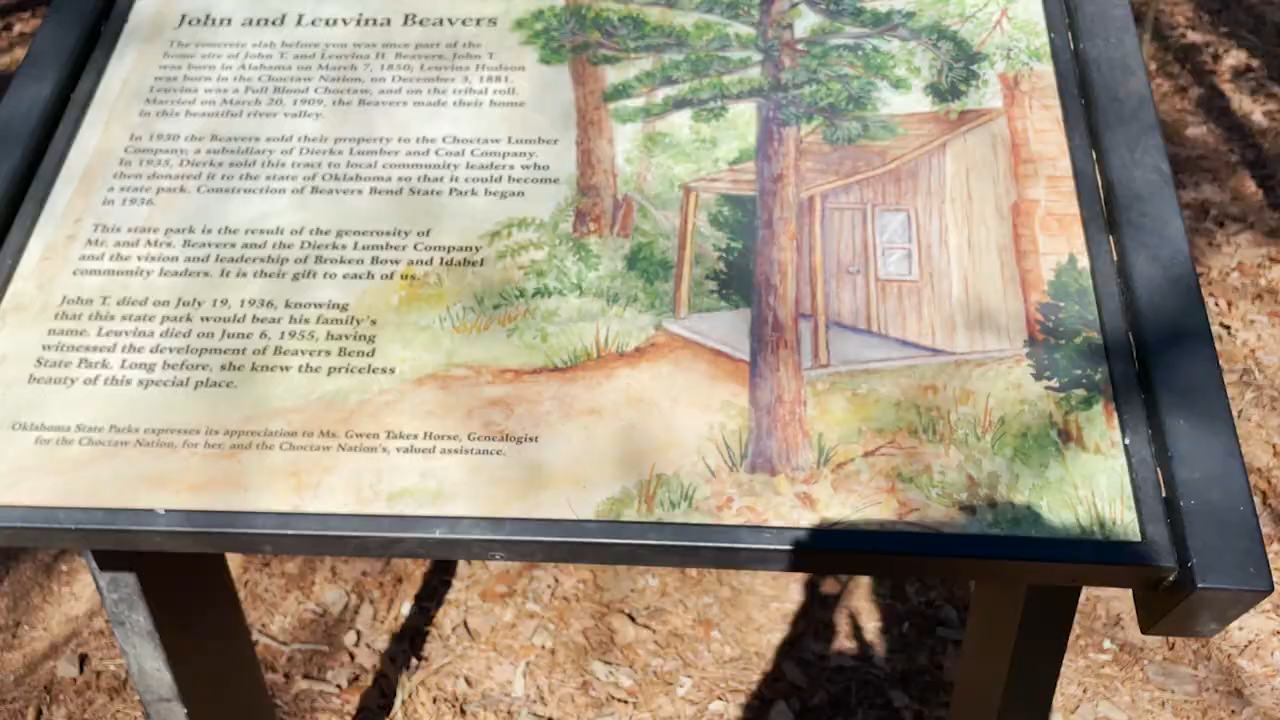 John and Leuvina Beavers
The concrete slab before you was once part of the
home site of John T. and Leuvina H. Beavers. John T.
was born in Alabama on March 7, 1850; Leuvina Hudson
was born in the Choctaw Nation, on December 3, 1881.
Leuvina was a Full Blood Choctaw, and on the tribal roll.
Married on March 20, 1909, the Beavers made their home
in this beautiful river valley.
In 1930 the Beavers sold their property to the Choctaw Lumber
Company; a subsidiary of Dierks Lumber and Coal Company.
In 1935, Dierks sold this tract to local community leaders who
then donated it to the state of Oklahoma so that it could become
a state park. Construction of Beavers Bend State Park began
in 1936.
This state park is the result of the generosity of
Mr. and Mrs. Beavers and the Dierks Lumber Company
and the vision and leadership of Broken Bow and Idabel
community leaders. It is their gift to each of us.
John T. died on July 19, 1936, knowing
that this state park would bear his family's
name. Leuvina died on June 6, 1955, having
witnessed the development of Beavers Bend
State Park. Long before, she knew the priceless
beauty of this special place.
Oklahoma State Parks expresses its appreciation to Ms. Gwen Takes Horse, Genealogist
for the Choctaw Nation, for her, and the Choctaw Nation's, valued assistance.